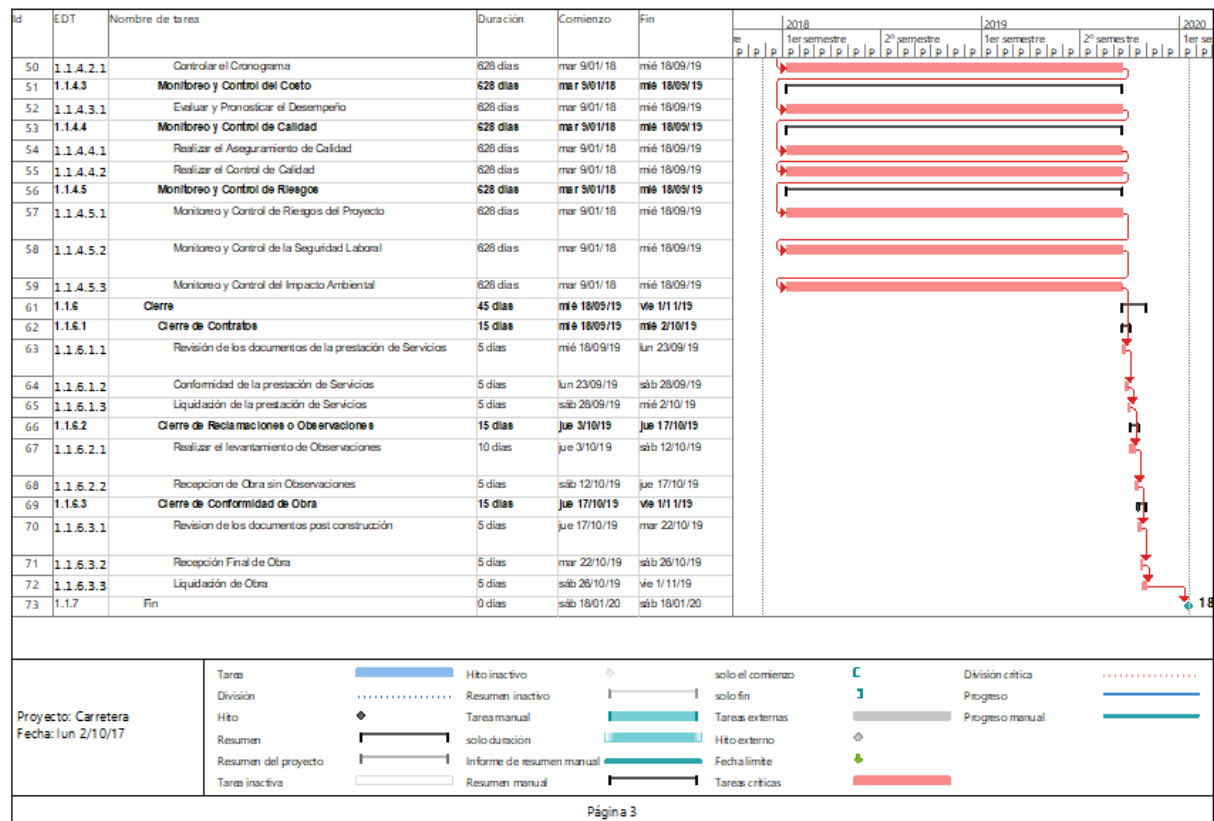 Id EDT Nombre de tarea Duración Comienzo Fin
2018 2019 2020
re 1er semestre 2º semestre 1er semestre 2º semestre 1er se
P P P P P P P P P P P P P P P P P P P P P P P P P P P P P P P
50 1.1.4.2.1 Controlar el Cronograma 628 días mar 9/01/18 mié 18/09/19
51 1.1.4.3 Monitoreo y Control del Costo 628 días mar 9/01/18 mié 18/09/19
52 1.1.4.3.1 Evaluar y Pronosticar el Desempeño 628 días mar 9/01/18 mié 18/09/19
53 1.1.4.4 Monitoreo y Control de Calidad 628 días mar 9/01/18 mié 18/09/19
54 1.1.4.4.1 Realizar el Aseguramiento de Calidad 628 días mar 9/01/18 mié 18/09/19
55 1.1.4.4.2 Realizar el Control de Calidad 628 días mar 9/01/18 mié 18/09/19
56 1.1.4.5 Monitoreo y Control de Riesgos 628 días mar 9/01/18 mié 18/09/19
57 1.1.4.5.1 Monitoreo y Control de Riesgos del Proyecto 628 días mar 9/01/18 mié 18/09/19
58 1.1.4.5.2 Monitoreo y Control de la Seguridad Laboral 628 días mar 9/01/18 mié 18/09/19
59 1.1.4.5.3 Monitoreo y Control del Impacto Ambiental 628 días mar 9/01/18 mié 18/09/19
61 1.1.6 Cierre 45 días mié 18/09/19 vie 1/11/19
62 1.1.6.1 Cierre de Contratos 15 días mié 18/09/19 mié 2/10/19
63 1.1.6.1.1 Revisión de los documentos de la prestación de Servicios 5 días mié 18/09/19 lun 23/09/19
64 1.1.6.1.2 Conformidad de la prestación de Servicios 5 días lun 23/09/19 sáb 28/09/19
65 1.1.6.1.3 Liquidación de la prestación de Servicios 5 días sáb 28/09/19 mié 2/10/19
66 1.1.6.2 Cierre de Reclamaciones o Observaciones 15 días jue 3/10/19 jue 17/10/19
67 1.1.6.2.1 Realizar el levantamiento de Observaciones 10 días jue 3/10/19 sáb 12/10/19
68 1.1.6.2.2 Recepcion de Obra sin Observaciones 5 días sáb 12/10/19 jue 17/10/19
69 1.1.6.3 Cierre de Conformidad de Obra 15 días jue 17/10/19 vie 1/11/19
70 1.1.6.3.1 Revision de los documentos post construcción 5 días jue 17/10/19 mar 22/10/19
71 1.1.6.3.2 Recepción Final de Obra 5 días mar 22/10/19 sáb 26/10/19
72 1.1.6.3.3 Liquidación de Obra 5 días sáb 26/10/19 vie 1/11/19
73 1.1.7 Fin 0 días sáb 18/01/20 sáb 18/01/20 18
Proyecto: Carretera
Fecha: lun 2/10/17
Tarea Hito inactivo solo el comienzo División crítica
División Resumen inactivo solo fin Progreso
Hito Tarea manual Tareas externas Progreso manual
Resumen solo duración Hito externo
Resumen del proyecto Informe de resumen manual Fecha límite
Tarea inactiva Resumen manual Tareas críticas
Página 3